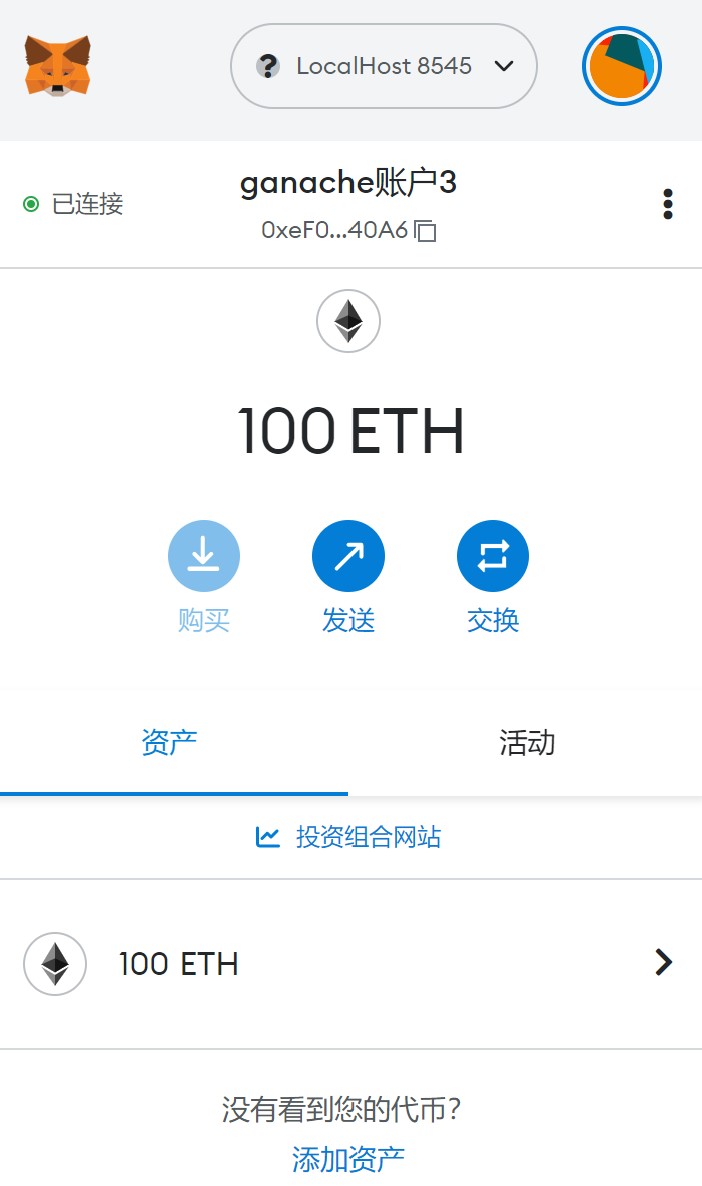 LocalHost 8545
已连接
ganache账户3
0xeF0...40A6
100 ETH
购买
发送
交换
资产
活动
投资组合网站
100 ETH
没有看到您的代币?
添加资产